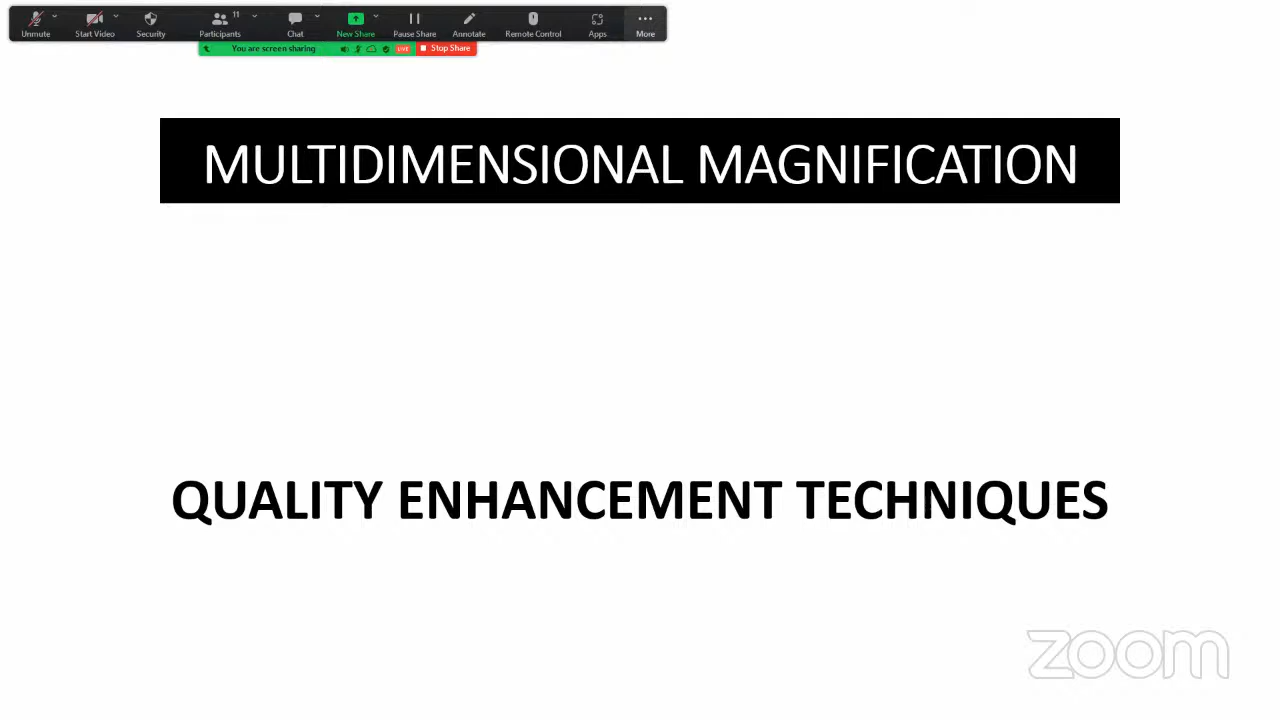 11
Unmute Start Video Security Participants Chat New Share Pause Share Annotate Remote Control Apps More
You are screen sharing LIVE Stop Share
MULTIDIMENSIONAL MAGNIFICATION
QUALITY ENHANCEMENT TECHNIQUES
zoom